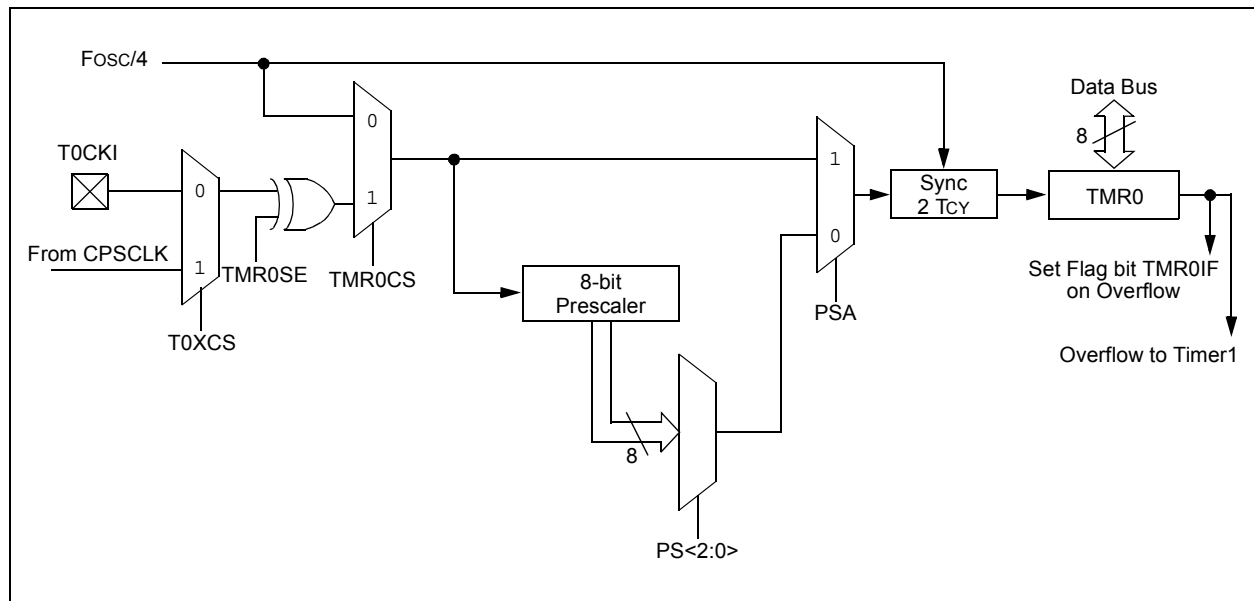 FOSC/4
Data Bus
8
0
1
T0CKI
0
1
Sync
2 TCY
TMR0
1
0
From CPSCLK
TMR0SE
TMR0CS
8-bit
Prescaler
PSA
Set Flag bit TMR0IF
on Overflow
T0XCS
Overflow to Timer1
8
PS<2:0>